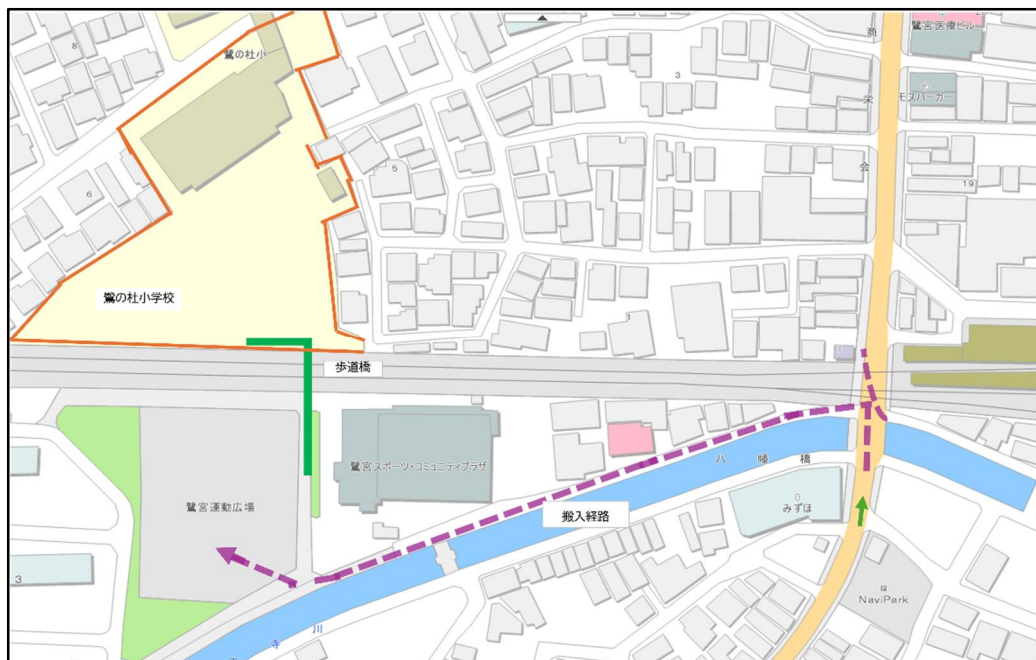 8
鷺の杜小
3
商
栄
会
鷺宮医療ビル
モスバーガー
5
6
19
鷺の杜小学校
1
歩道橋
鷺宮スポーツ・コミュニティプラザ
八幡橋
鷺宮運動広場
搬入経路
みずほ
3
NaviPark
川
寺